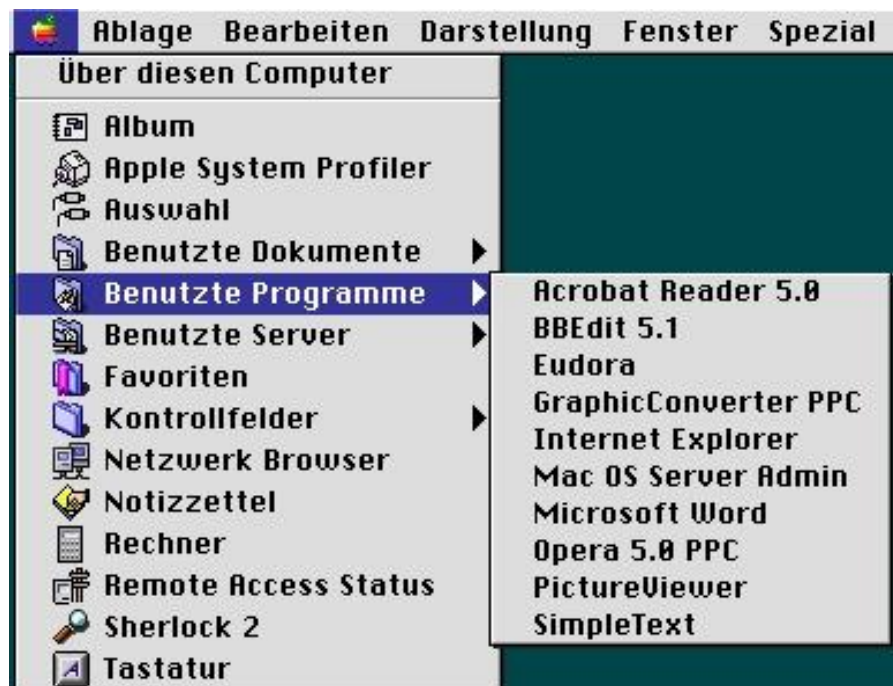 Ablage Bearbeiten Darstellung Fenster Spezial
Über diesen Computer
Album
Apple System Profiler
Auswahl
Benutzte Dokumente
Benutzte Programme
Benutzte Server
Favoriten
Kontrollfelder
Netzwerk Browser
Notizzettel
Rechner
Remote Access Status
Sherlock 2
Tastatur
Acrobat Reader 5.0
BBEdit 5.1
Eudora
GraphicConverter PPC
Internet Explorer
Mac OS Server Admin
Microsoft Word
Opera 5.0 PPC
PictureViewer
SimpleText